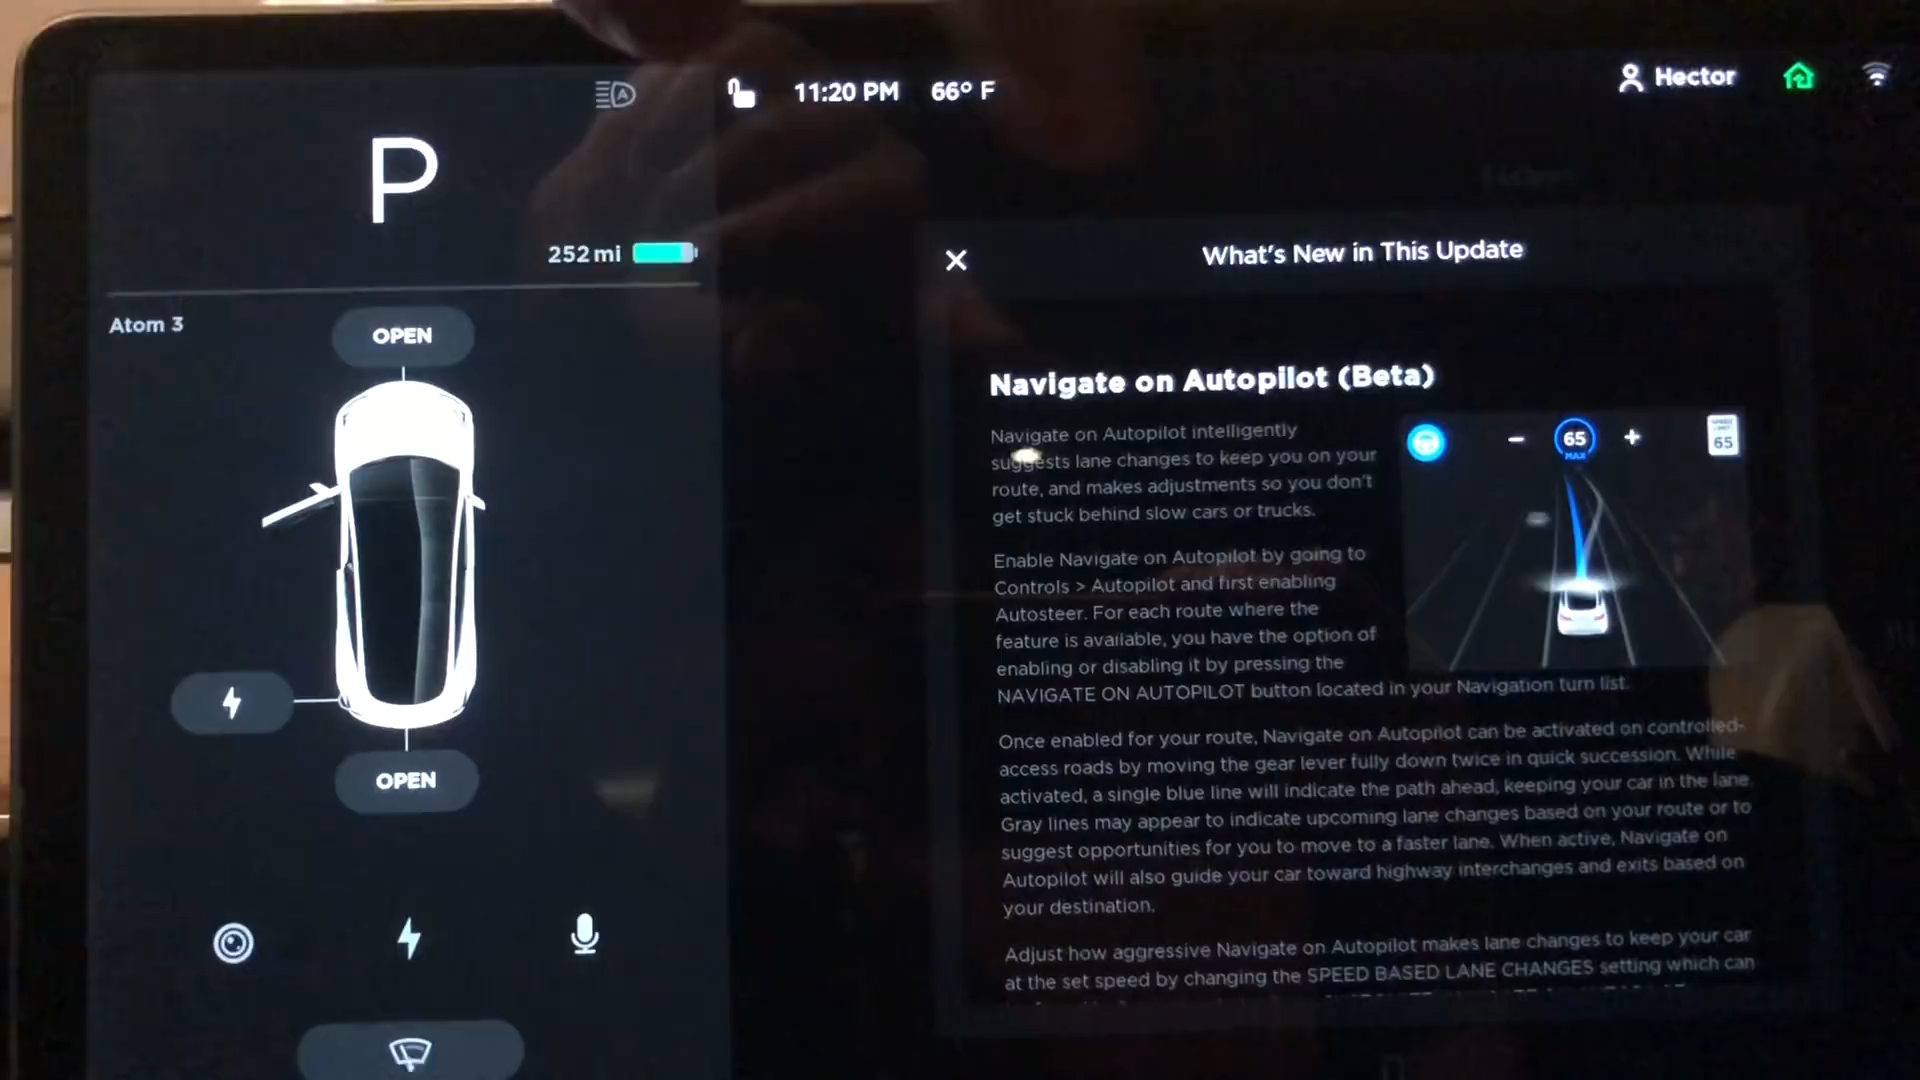 11:20 PM
66° F
Hector
P
252 mi
Atom 3
OPEN
OPEN
What's New in This Update
Navigate on Autopilot (Beta)
Navigate on Autopilot intelligently
suggests lane changes to keep you on your
route, and makes adjustments so you don't
get stuck behind slow cars or trucks.
65
MAX
SPEED
LIMIT
65
Enable Navigate on Autopilot by going to
Controls > Autopilot and first enabling
Autosteer. For each route where the
feature is available, you have the option of
enabling or disabling it by pressing the
NAVIGATE ON AUTOPILOT button located in your Navigation turn list.
Once enabled for your route, Navigate on Autopilot can be activated on controlled-
access roads by moving the gear lever fully down twice in quick succession. While
activated, a single blue line will indicate the path ahead, keeping your car in the lane.
Gray lines may appear to indicate upcoming lane changes based on your route or to
suggest opportunities for you to move to a faster lane. When active, Navigate on
Autopilot will also guide your car toward highway interchanges and exits based on
your destination.
Adjust how aggressive Navigate on Autopilot makes lane changes to keep your car
at the set speed by changing the SPEED BASED LANE CHANGES setting which can